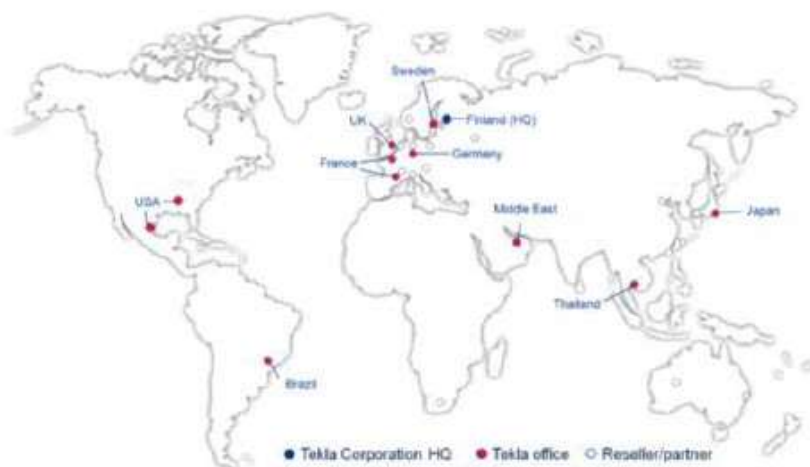 Sweden
UK
Finland (HQ)
France
Germany
USA
Middle East
Japan
Thailand
Brazil
Tekla Corporation HQ
Tekla office
Reseller/partner